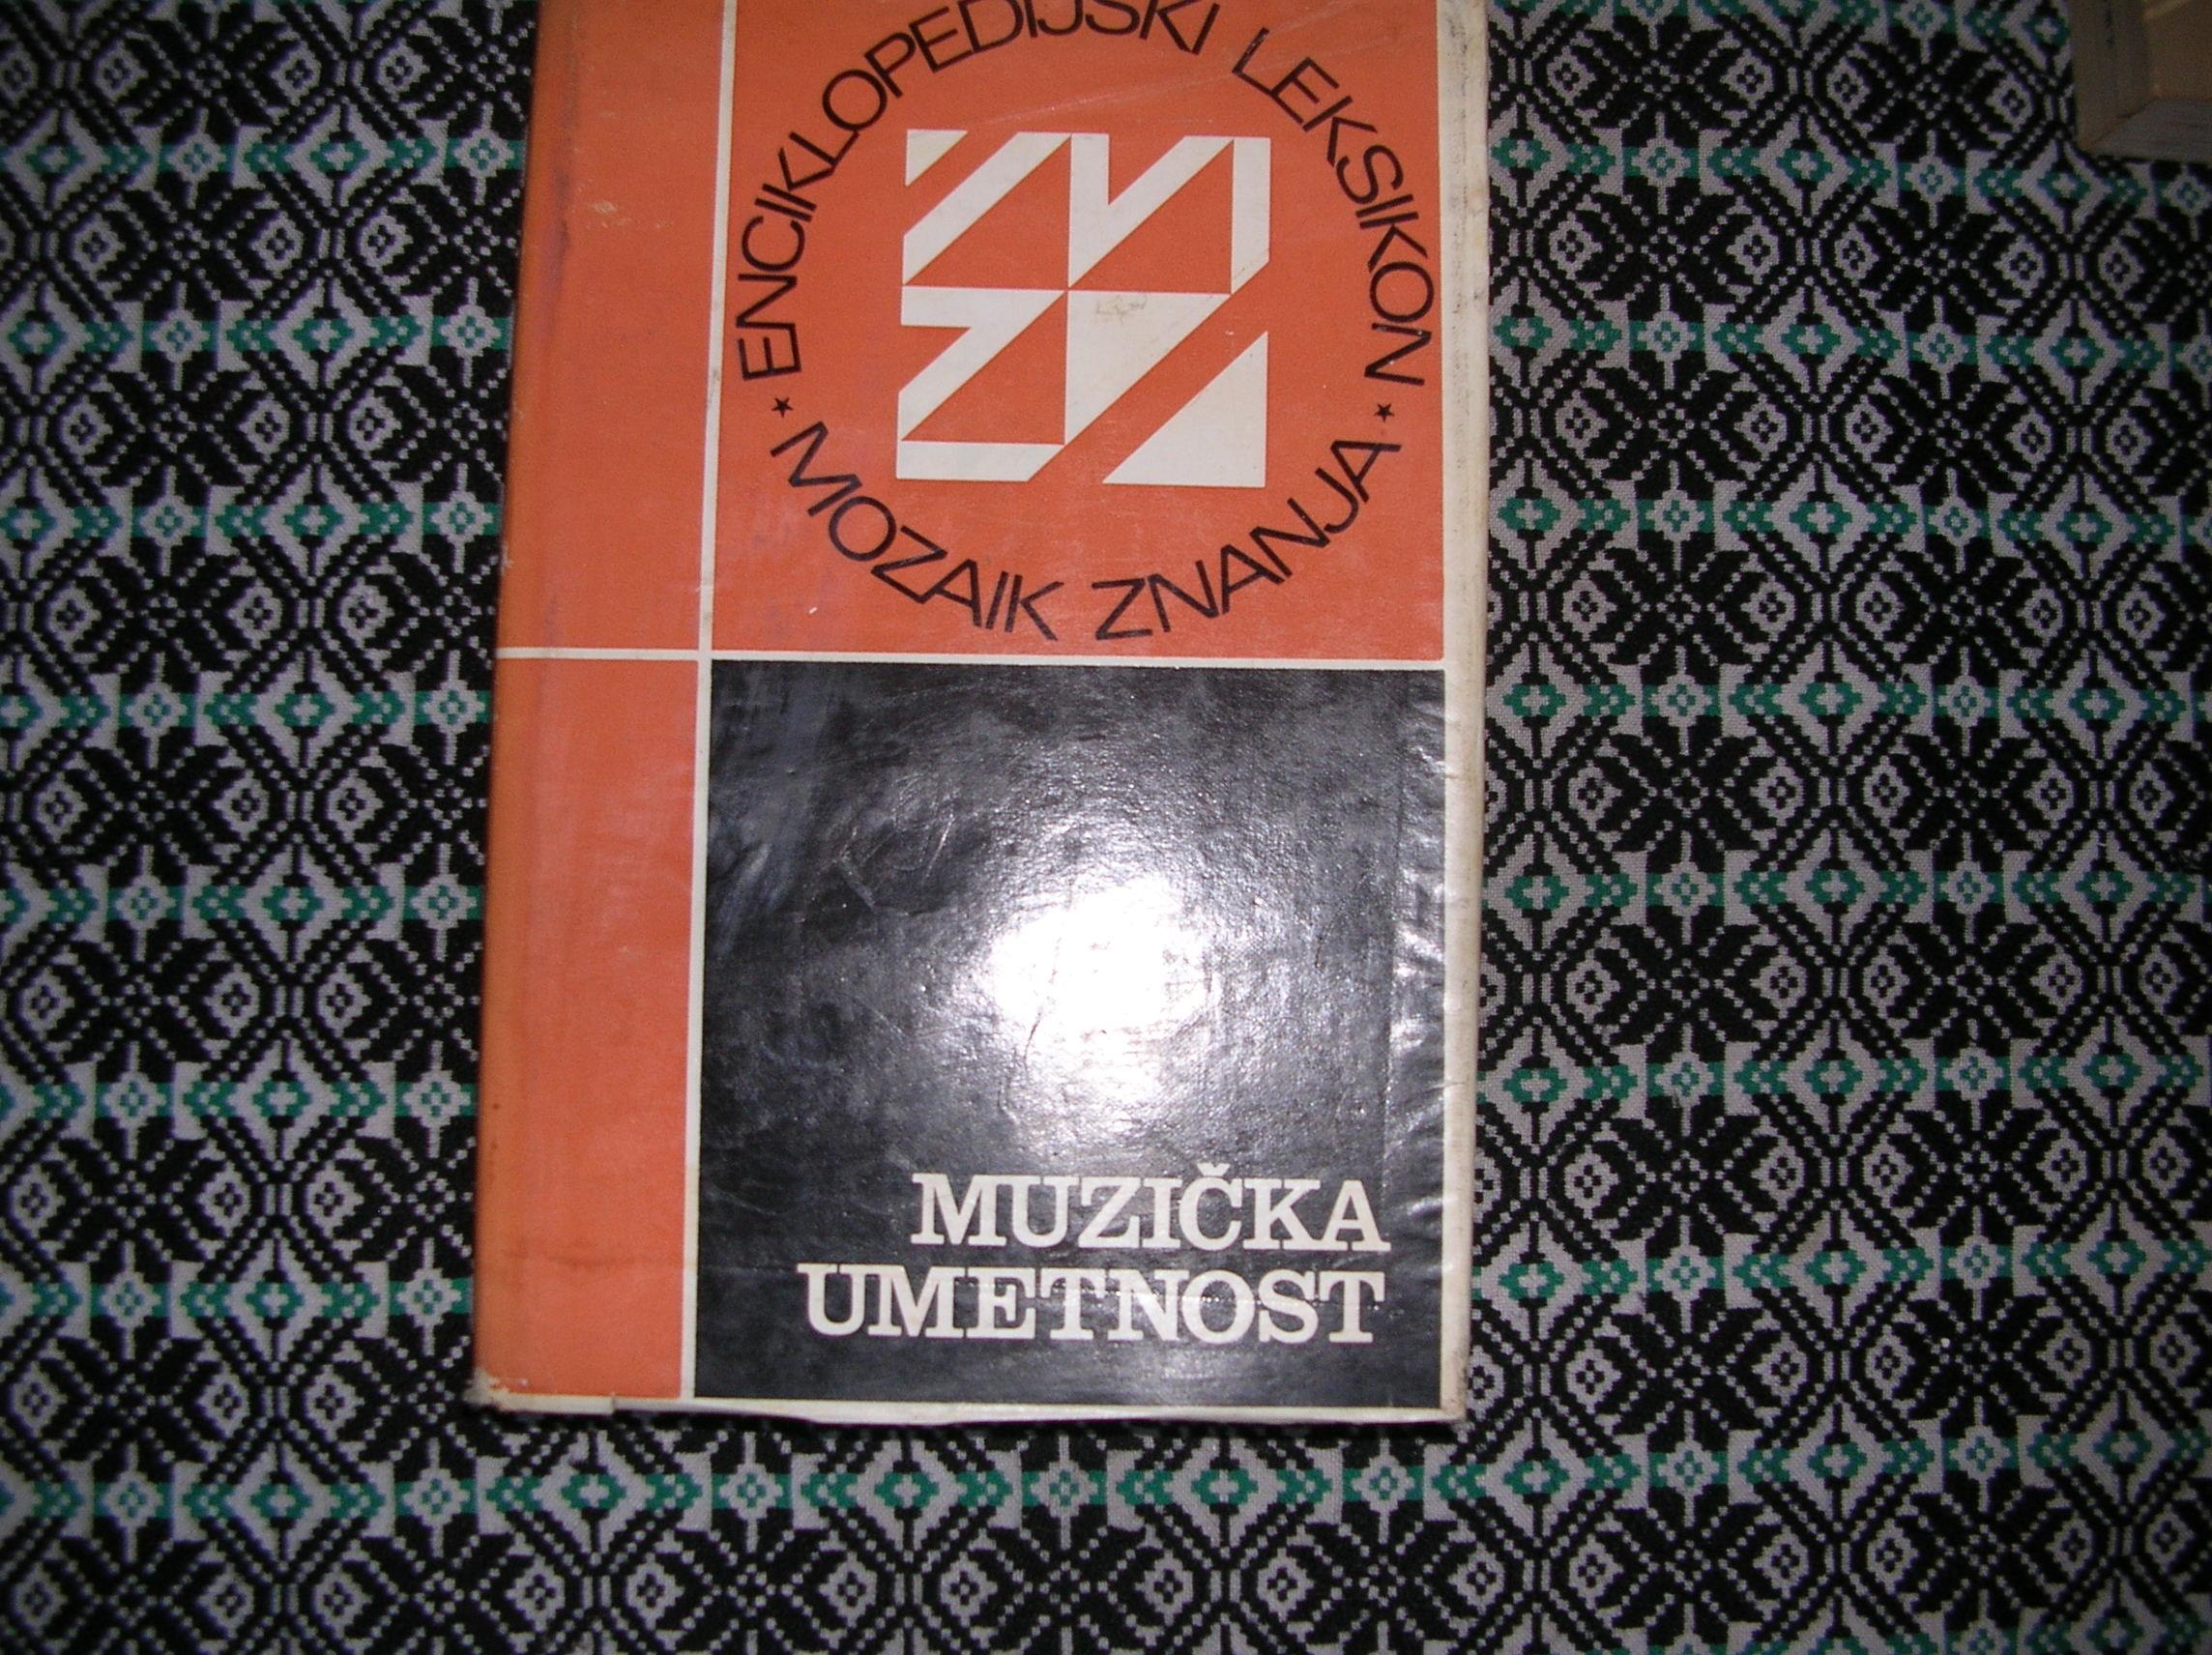 ENCIKLOPEDIJSKI LEKSIKON
★ MOZAIK ZNANJA ★
MUZIČKA
UMETNOST